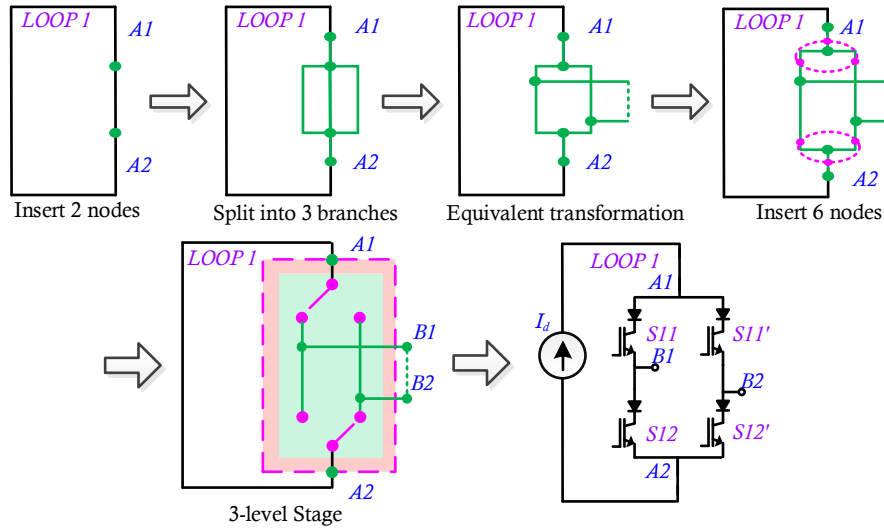 LOOP 1
A1
A2
Insert 2 nodes
LOOP 1
A1
A2
Split into 3 branches
LOOP 1
A1
A2
Equivalent transformation
LOOP 1
A1
A2
Insert 6 nodes
LOOP 1
A1
B1
B2
A2
3-level Stage
LOOP 1
A1
I_d
S11
S11'
B1
B2
S12
S12'
A2